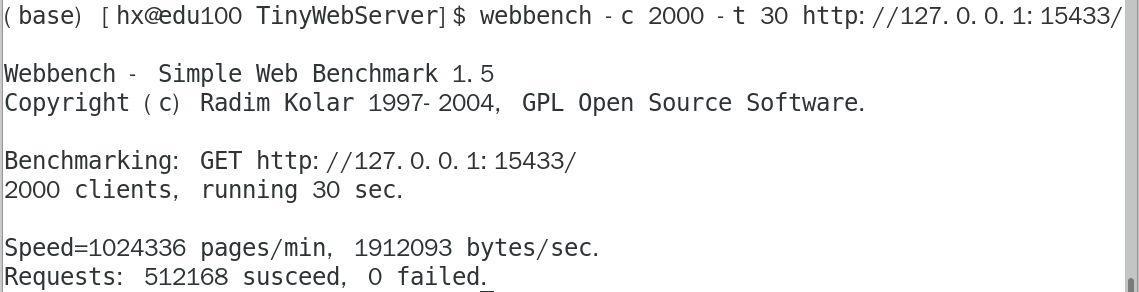 (base) [hx@edu100 TinyWebServer]$ webbench -c 2000 -t 30 http://127.0.0.1:15433/
Webbench - Simple Web Benchmark 1.5
Copyright (c) Radim Kolar 1997-2004, GPL Open Source Software.
Benchmarking: GET http://127.0.0.1:15433/
2000 clients, running 30 sec.
Speed=1024336 pages/min, 1912093 bytes/sec.
Requests: 512168 susceed, 0 failed.